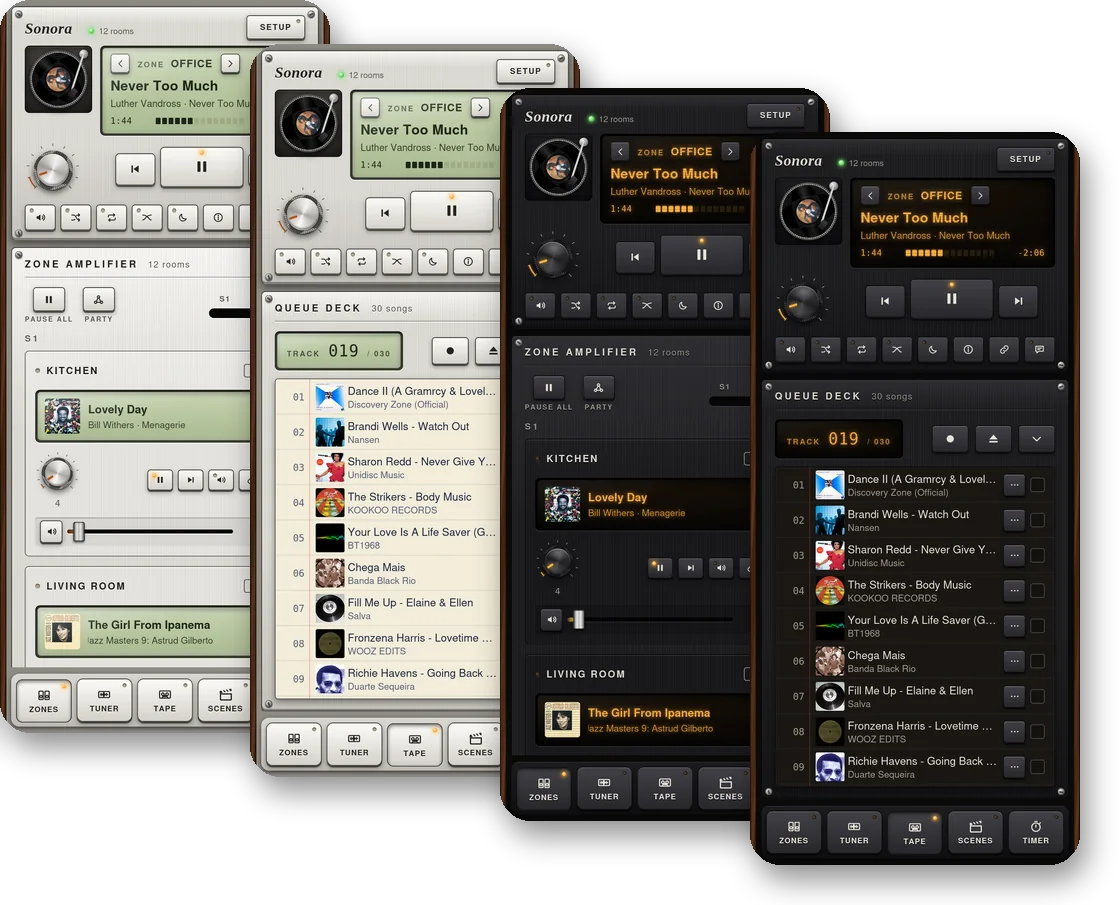 Sonora
12 rooms
SETUP
ZONE OFFICE
Never Too Much
Luther Vandross · Never Too Mu
1:44
ZONE AMPLIFIER 12 rooms
S1
PAUSE ALL PARTY
S1
KITCHEN
Lovely Day
Bill Withers · Menagerie
4
LIVING ROOM
The Girl From Ipanema
azz Masters 9: Astrud Gilberto
ZONES TUNER TAPE SCENES
Sonora
12 rooms
SETUP
ZONE OFFICE
Never Too Much
Luther Vandross · Never Too M
1:44
QUEUE DECK 30 songs
TRACK 019 / 030
01 Dance II (A Gramrcy & Lovel...
Discovery Zone (Official)
02 Brandi Wells - Watch Out
Nansen
03 Sharon Redd - Never Give Y...
Unidisc Music
04 The Strikers - Body Music
KOOKOO RECORDS
05 Your Love Is A Life Saver (G...
BT1968
06 Chega Mais
Banda Black Rio
07 Fill Me Up - Elaine & Ellen
Salva
08 Fronzena Harris - Lovetime ...
WOOZ EDITS
09 Richie Havens - Going Back ...
Duarte Sequeira
ZONES TUNER TAPE SCENES
Sonora
12 rooms
SETUP
ZONE OFFICE
Never Too Much
Luther Vandross · Never Too Mu
1:44
ZONE AMPLIFIER 12 rooms
S1
PAUSE ALL PARTY
S1
KITCHEN
Lovely Day
Bill Withers · Menagerie
4
LIVING ROOM
The Girl From Ipanema
azz Masters 9: Astrud Gilberto
ZONES TUNER TAPE SCENES
Sonora
12 rooms
SETUP
ZONE OFFICE
Never Too Much
Luther Vandross · Never Too Much
1:44 -2:06
QUEUE DECK 30 songs
TRACK 019 / 030
01 Dance II (A Gramrcy & Lovel...
Discovery Zone (Official)
02 Brandi Wells - Watch Out
Nansen
03 Sharon Redd - Never Give Y...
Unidisc Music
04 The Strikers - Body Music
KOOKOO RECORDS
05 Your Love Is A Life Saver (G...
BT1968
06 Chega Mais
Banda Black Rio
07 Fill Me Up - Elaine & Ellen
Salva
08 Fronzena Harris - Lovetime ...
WOOZ EDITS
09 Richie Havens - Going Back ...
Duarte Sequeira
ZONES TUNER TAPE SCENES TIMER